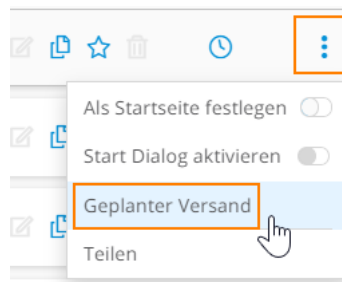 Als Startseite festlegen
Start Dialog aktivieren
Geplanter Versand
Teilen